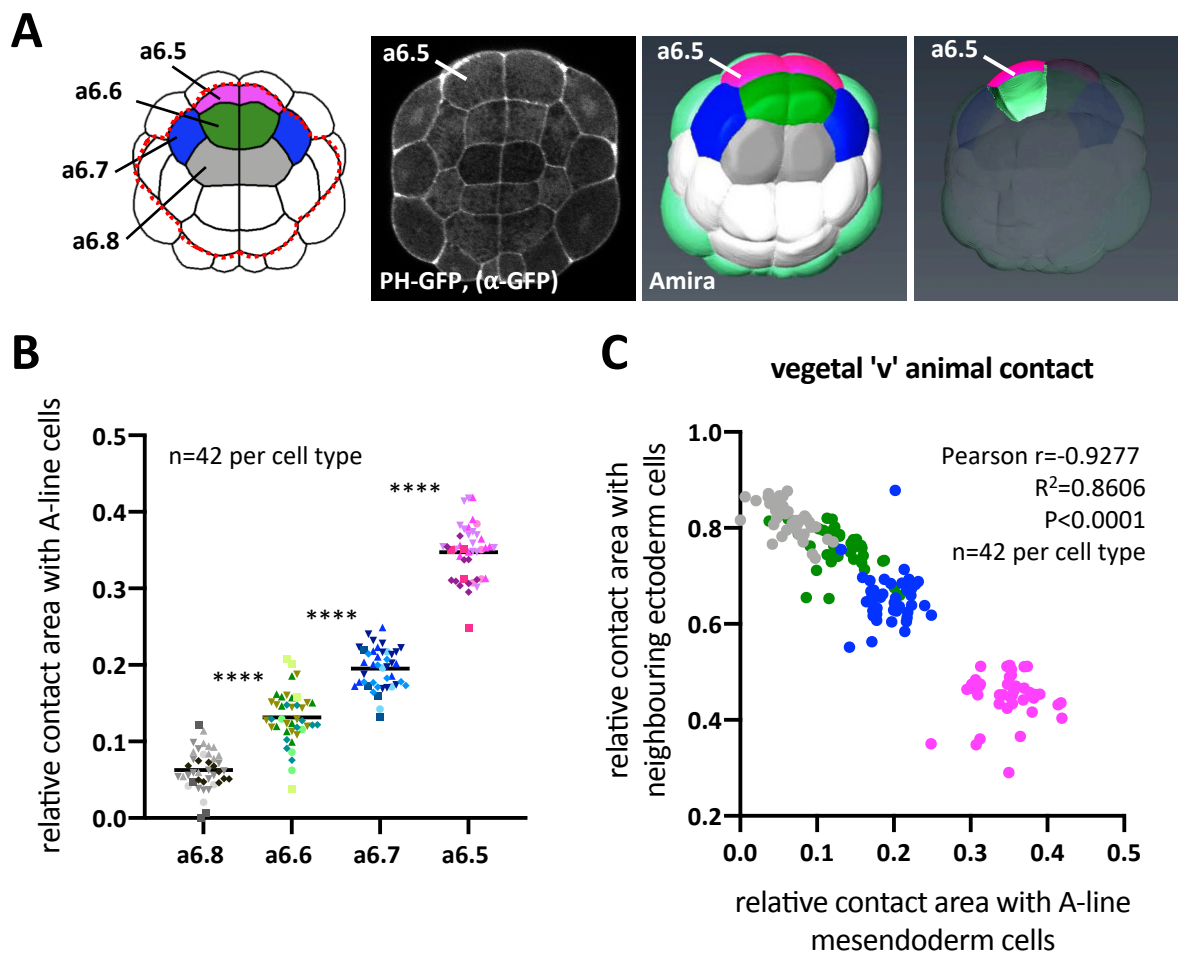 A
a6.5
a6.6
a6.7
a6.8
a6.5
PH-GFP, (α-GFP)
a6.5
Amira
a6.5
B
relative contact area with A-line cells
0.5
0.4
0.3
0.2
0.1
0.0
n=42 per cell type
****
****
****
a6.8
a6.6
a6.7
a6.5
C
vegetal 'v' animal contact
relative contact area with
neighbouring ectoderm cells
1.0
0.8
0.6
0.4
0.2
Pearson r=-0.9277
R²=0.8606
P<0.0001
n=42 per cell type
0.0
0.1
0.2
0.3
0.4
0.5
relative contact area with A-line
mesendoderm cells